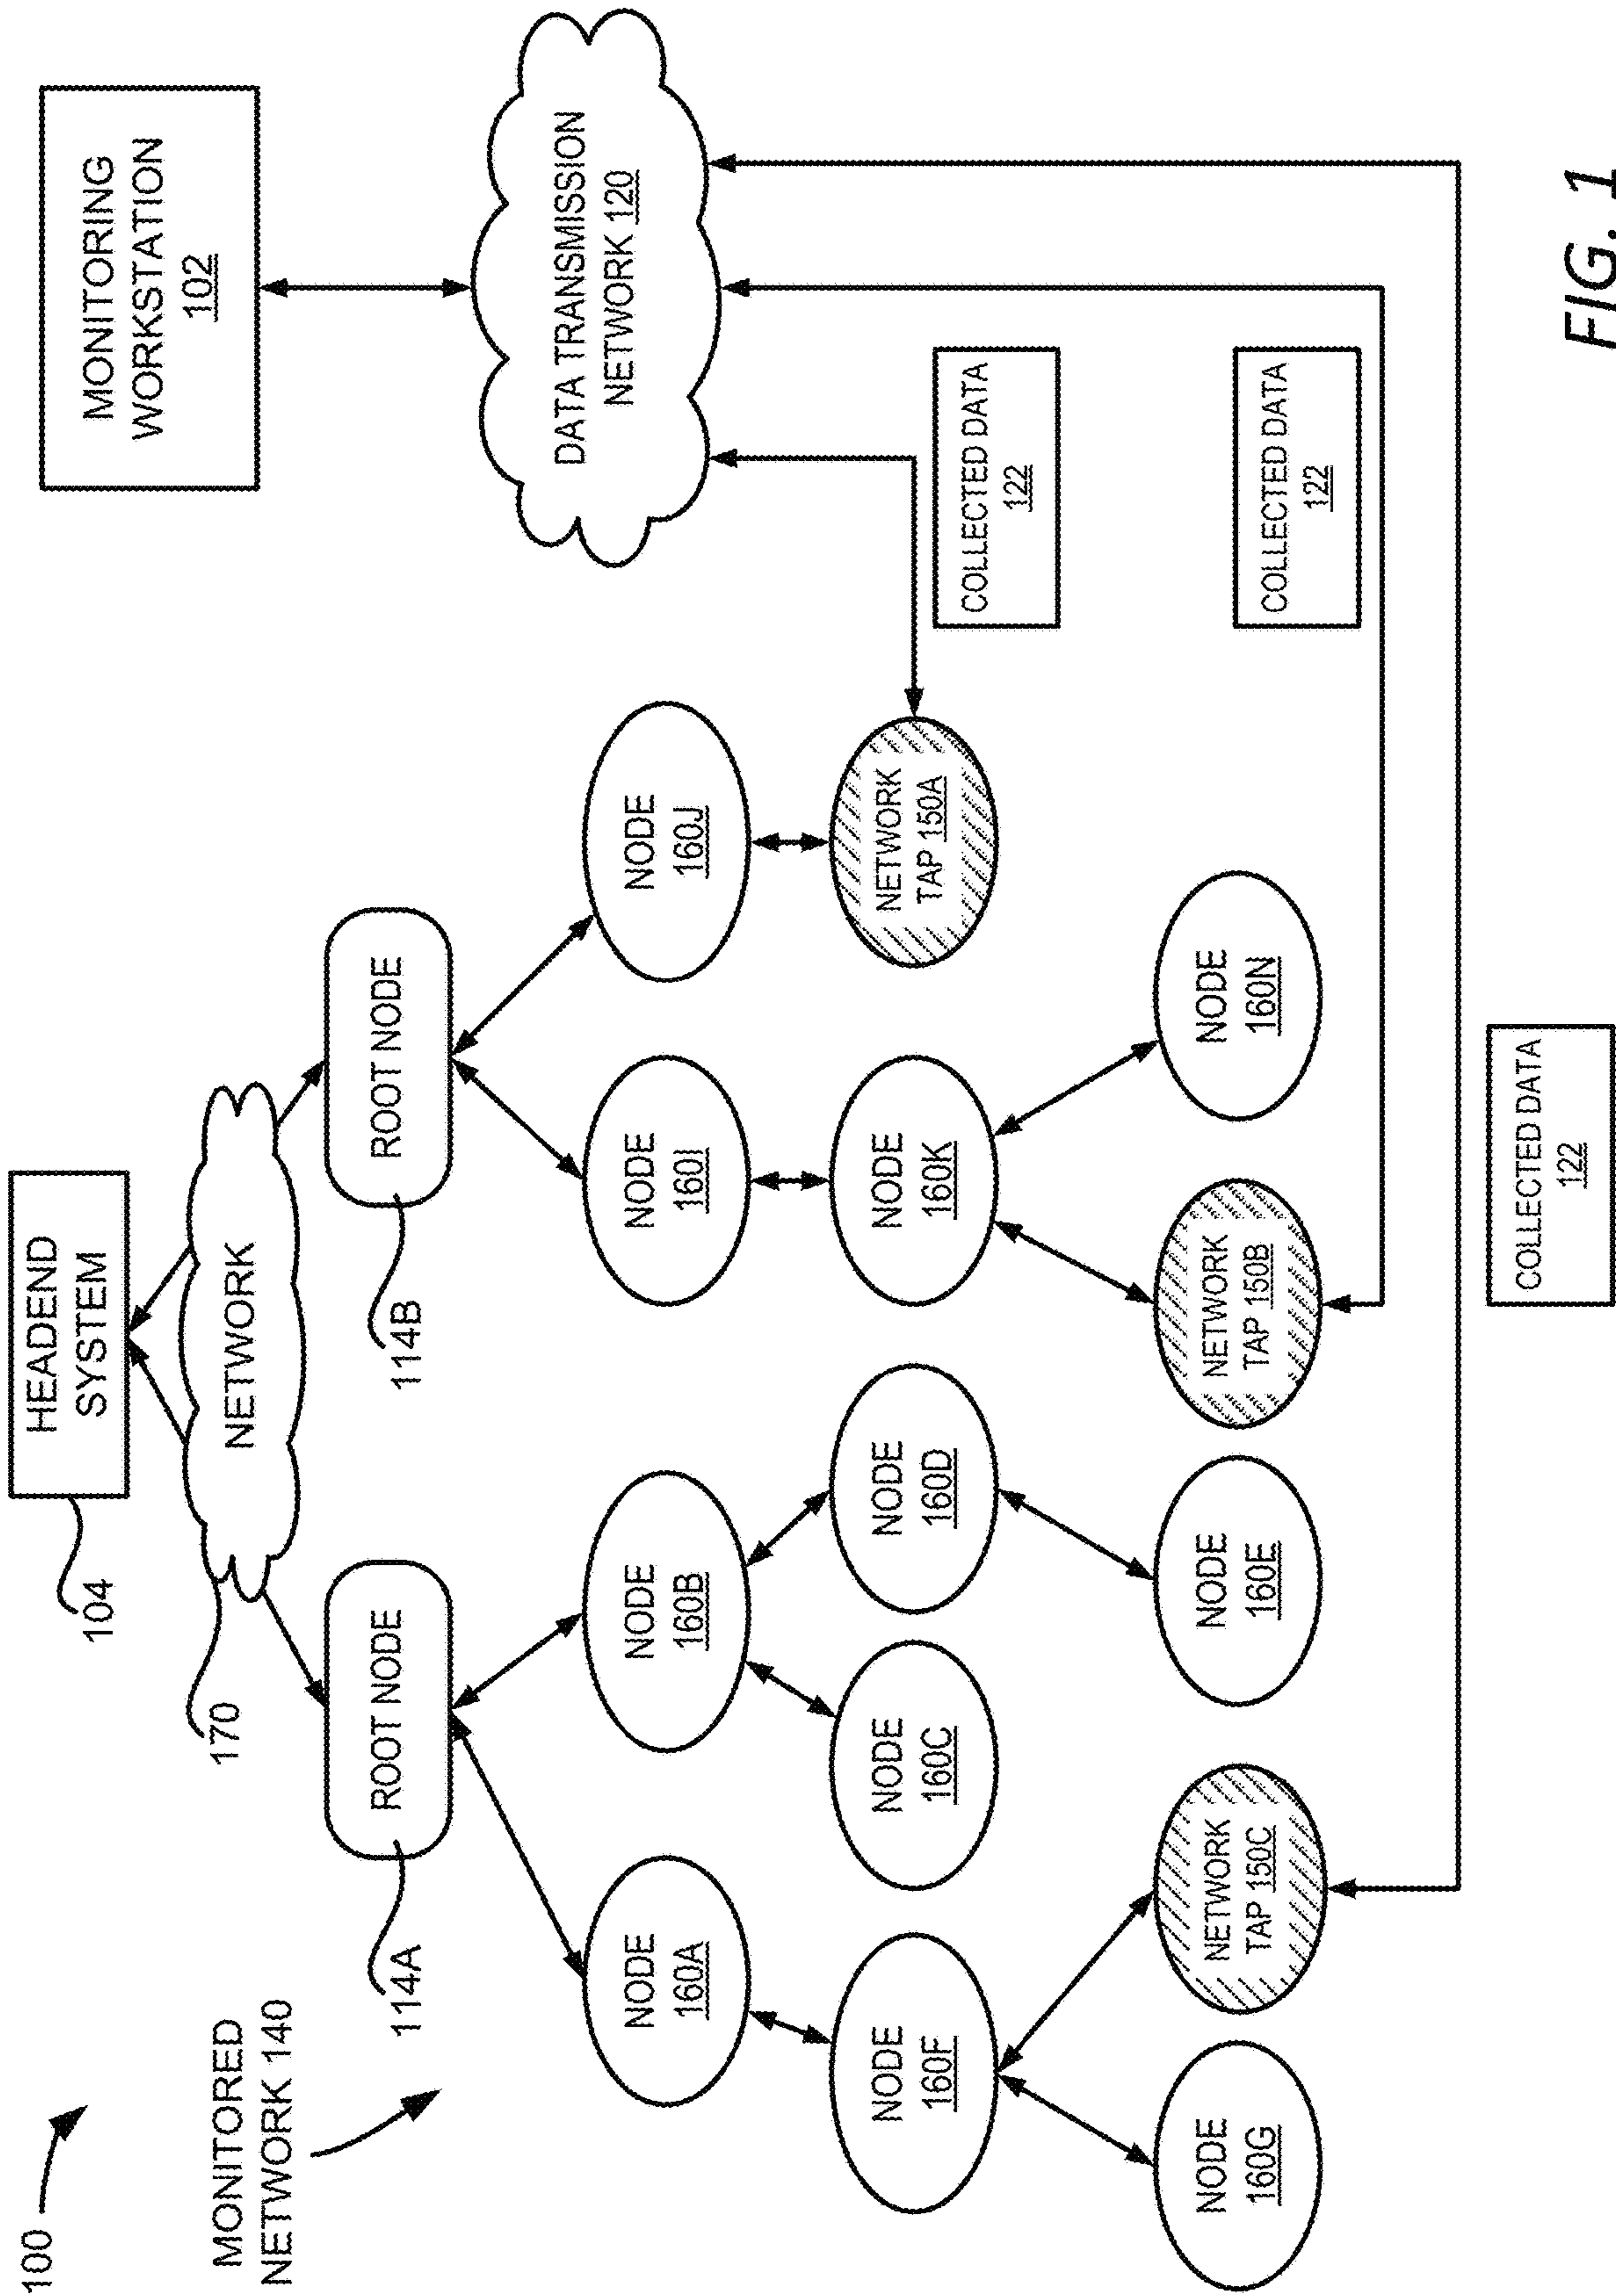 100
MONITORED
NETWORK 140
HEADEND
SYSTEM
104
NETWORK
170
MONITORING
WORKSTATION
102
ROOT NODE
114A
ROOT NODE
114B
DATA TRANSMISSION
NETWORK 120
NODE
160A
NODE
160B
NODE
160I
NODE
160J
NODE
160F
NODE
160C
NODE
160D
NODE
160K
NETWORK
TAP 150A
COLLECTED DATA
122
NODE
160G
NETWORK
TAP 150C
NODE
160E
NETWORK
TAP 150B
NODE
160N
COLLECTED DATA
122
COLLECTED DATA
122
FIG. 1